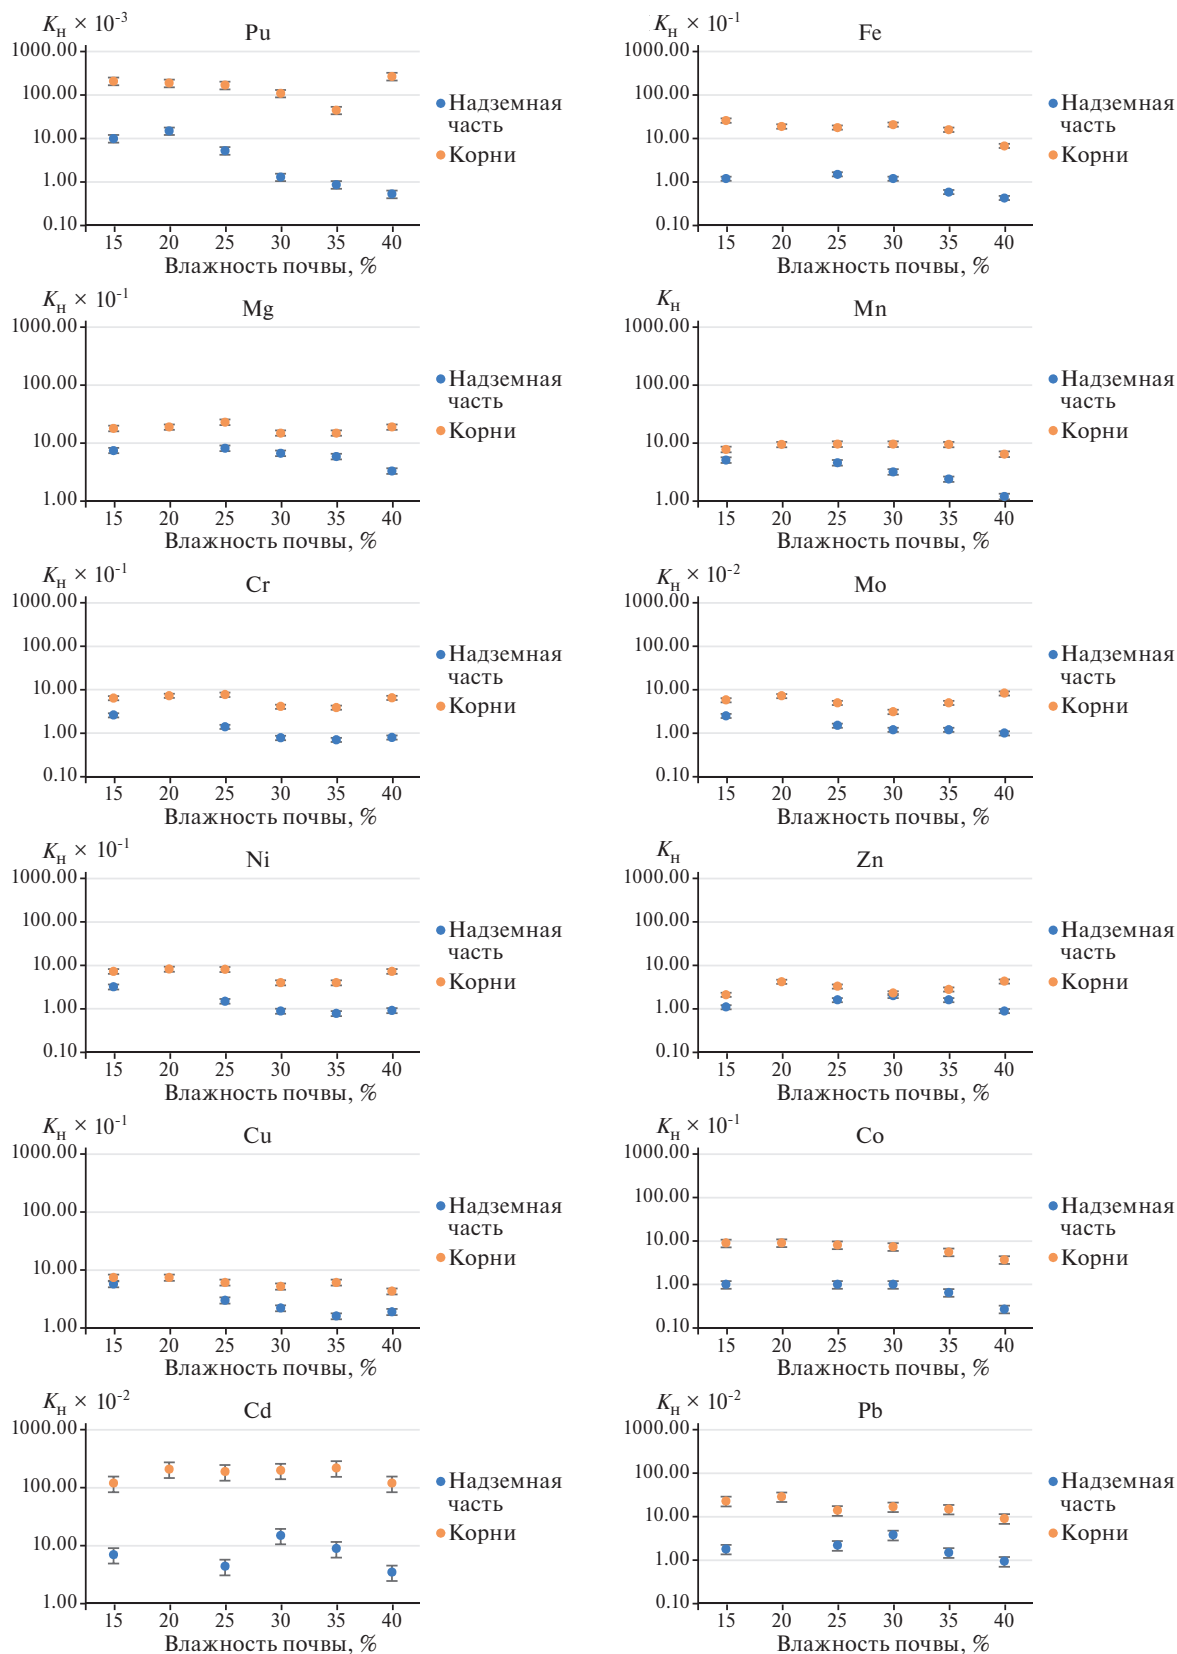 K_н × 10^-3
Pu
1000.00
100.00
10.00
1.00
0.10
15 20 25 30 35 40
Влажность почвы, %
Надземная
часть
Корни
K_н × 10^-1
Fe
1000.00
100.00
10.00
1.00
0.10
15 20 25 30 35 40
Влажность почвы, %
Надземная
часть
Корни
K_н × 10^-1
Mg
1000.00
100.00
10.00
1.00
15 20 25 30 35 40
Влажность почвы, %
Надземная
часть
Корни
K_н
Mn
1000.00
100.00
10.00
1.00
15 20 25 30 35 40
Влажность почвы, %
Надземная
часть
Корни
K_н × 10^-1
Cr
1000.00
100.00
10.00
1.00
0.10
15 20 25 30 35 40
Влажность почвы, %
Надземная
часть
Корни
K_н × 10^-2
Mo
1000.00
100.00
10.00
1.00
0.10
15 20 25 30 35 40
Влажность почвы, %
Надземная
часть
Корни
K_н × 10^-1
Ni
1000.00
100.00
10.00
1.00
0.10
15 20 25 30 35 40
Влажность почвы, %
Надземная
часть
Корни
K_н
Zn
1000.00
100.00
10.00
1.00
0.10
15 20 25 30 35 40
Влажность почвы, %
Надземная
часть
Корни
K_н × 10^-1
Cu
1000.00
100.00
10.00
1.00
15 20 25 30 35 40
Влажность почвы, %
Надземная
часть
Корни
K_н × 10^-1
Co
1000.00
100.00
10.00
1.00
0.10
15 20 25 30 35 40
Влажность почвы, %
Надземная
часть
Корни
K_н × 10^-2
Cd
1000.00
100.00
10.00
1.00
15 20 25 30 35 40
Влажность почвы, %
Надземная
часть
Корни
K_н × 10^-2
Pb
1000.00
100.00
10.00
1.00
0.10
15 20 25 30 35 40
Влажность почвы, %
Надземная
часть
Корни